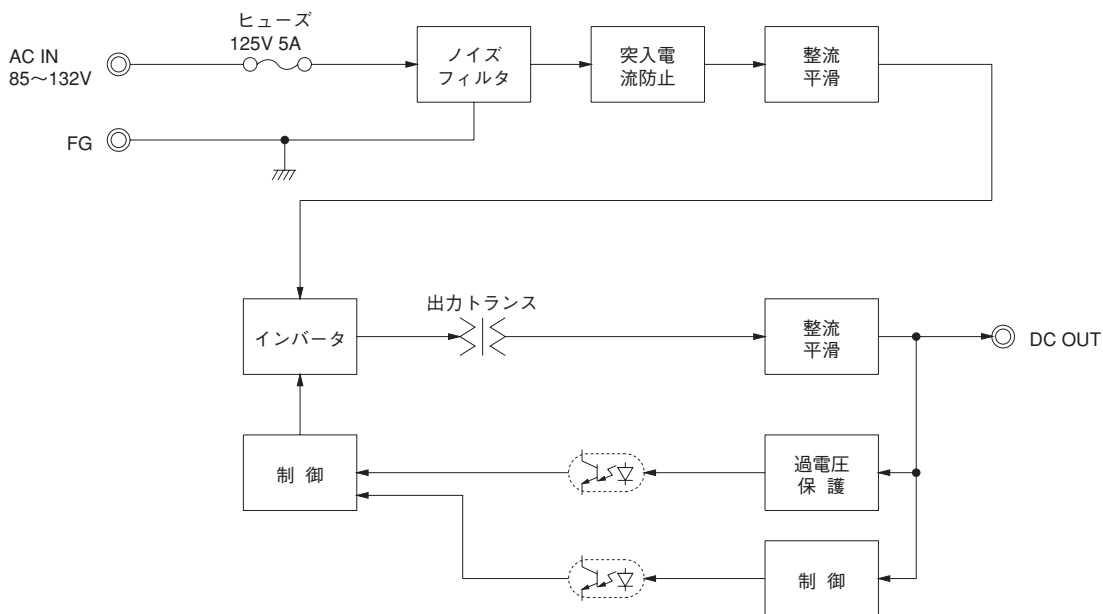 ヒューズ
125V 5A
AC IN
85〜132V
ノイズ
フィルタ
突入電
流防止
整流
平滑
FG
出力トランス
インバータ
整流
平滑
DC OUT
制 御
過電圧
保 護
制 御